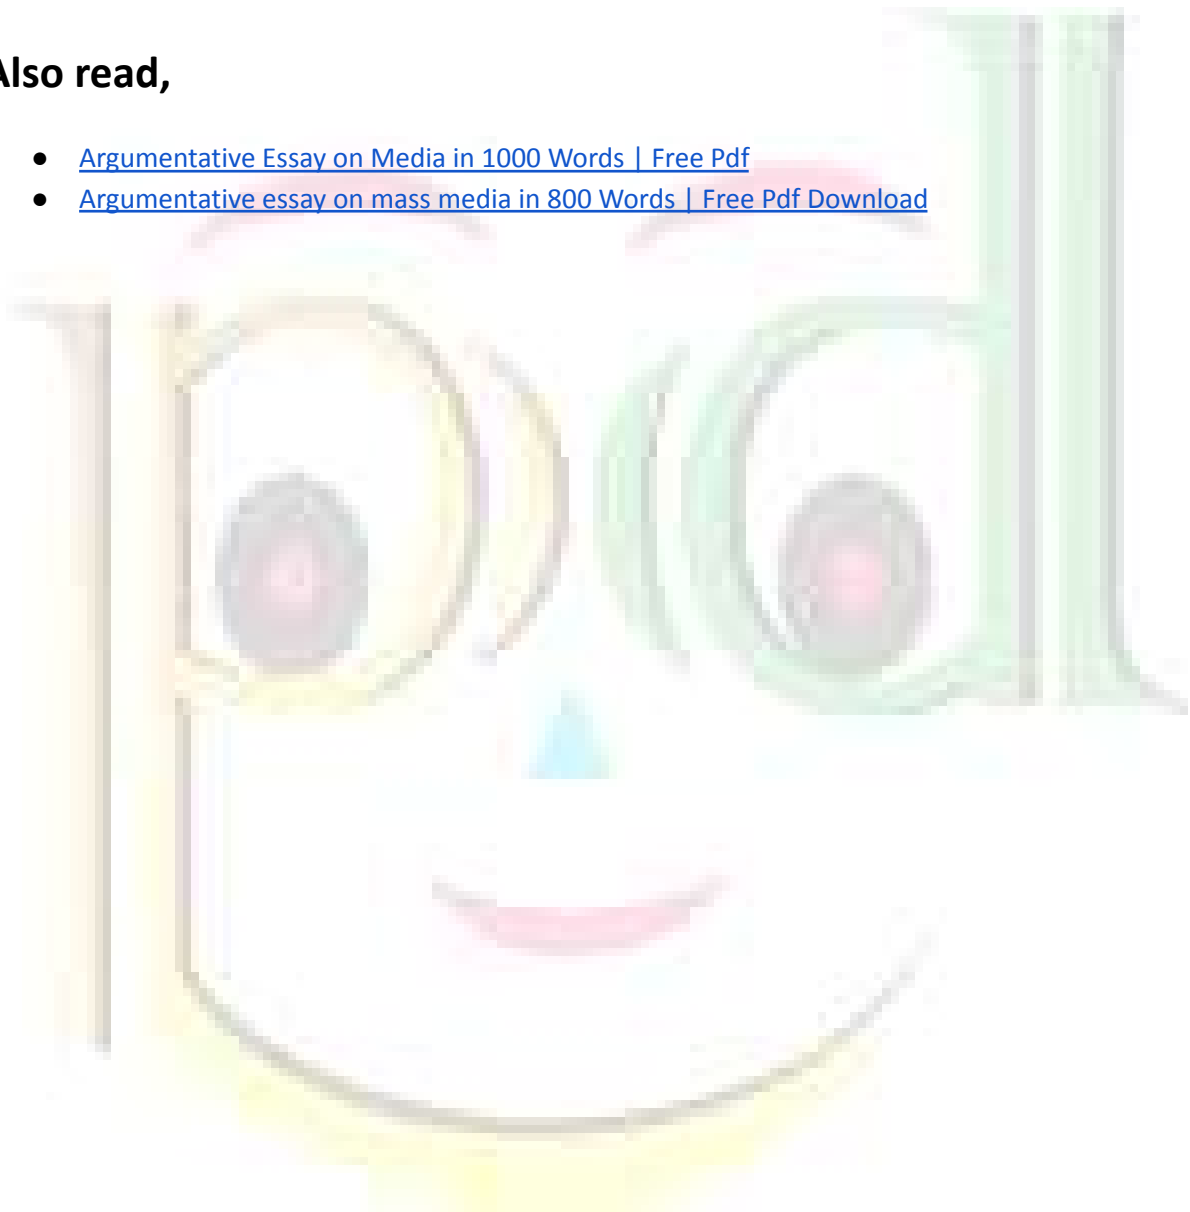 Also read,
● Argumentative Essay on Media in 1000 Words | Free Pdf
● Argumentative essay on mass media in 800 Words | Free Pdf Download